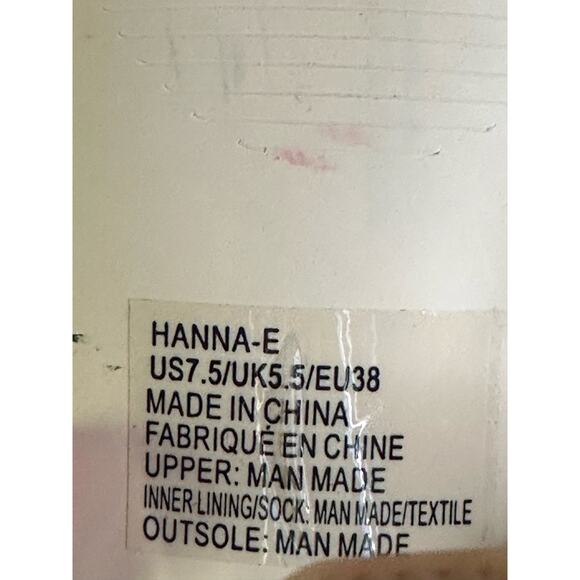 HANNA-E
US7.5/UK5.5/EU38
MADE IN CHINA
FABRIQUÉ EN CHINE
UPPER: MAN MADE
INNER LINING/SOCK: MAN MADE/TEXTILE
OUTSOLE: MAN MADE